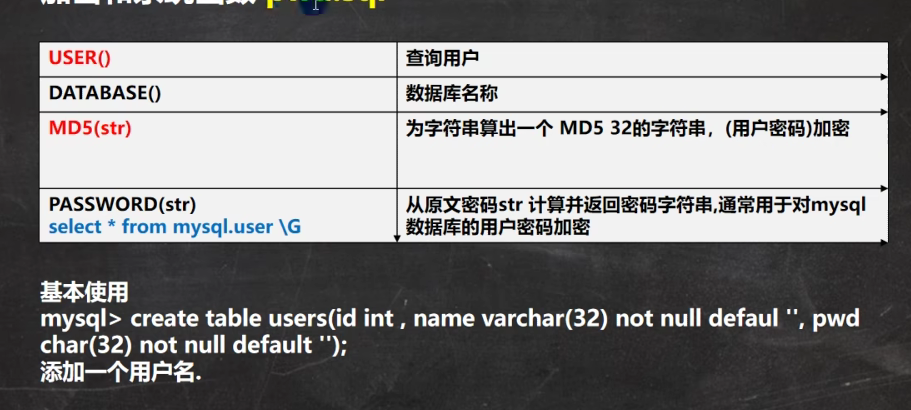 USER()
查询用户
DATABASE()
数据库名称
MD5(str)
为字符串算出一个 MD5 32的字符串，(用户密码)加密
PASSWORD(str)
select * from mysql.user \G
从原文密码str 计算并返回密码字符串,通常用于对mysql
数据库的用户密码加密
基本使用
mysql> create table users(id int , name varchar(32) not null defaul '', pwd
char(32) not null default '');
添加一个用户名.